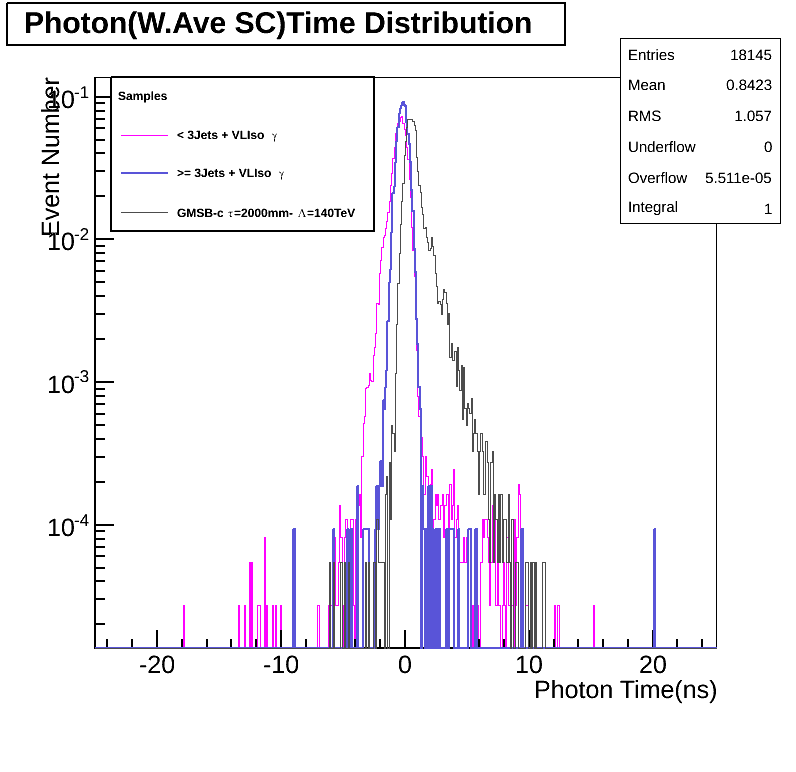 Photon(W.Ave SC)Time Distribution
Entries 18145
Mean 0.8423
RMS 1.057
Underflow 0
Overflow 5.511e-05
Integral 1
Samples
< 3Jets + VLIso γ
>= 3Jets + VLIso γ
GMSB-c τ=2000mm- Λ=140TeV
Event Number
10-1
10-2
10-3
10-4
-20 -10 0 10 20
Photon Time(ns)